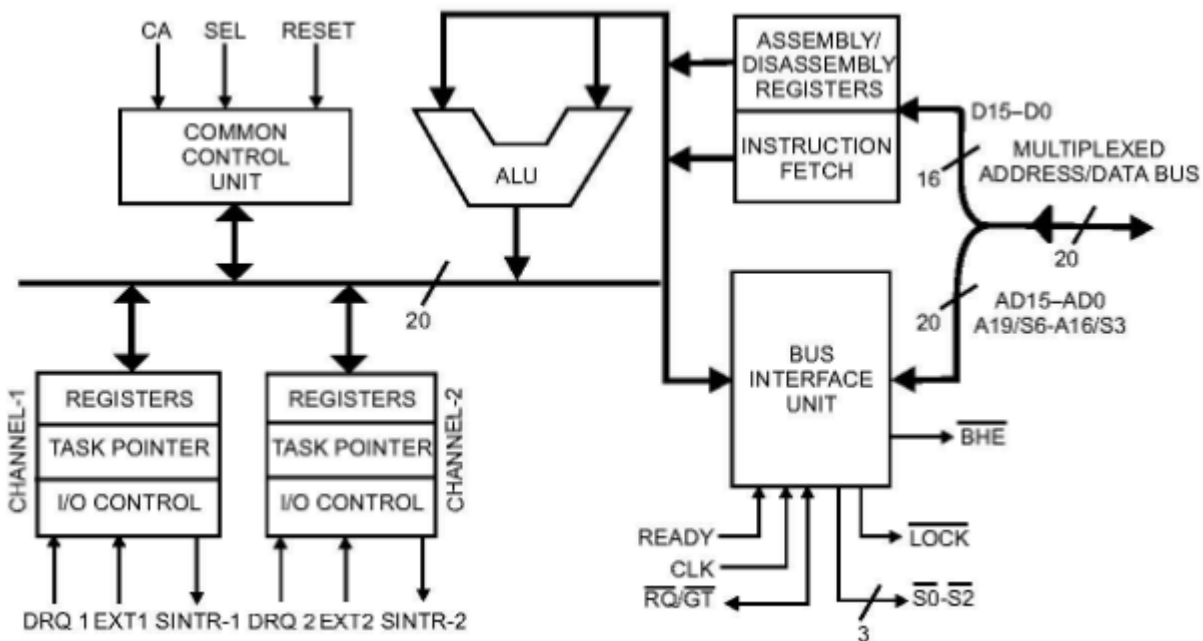 CA SEL RESET
COMMON
CONTROL
UNIT
ALU
ASSEMBLY/
DISASSEMBLY
REGISTERS
INSTRUCTION
FETCH
D15–D0
16
MULTIPLEXED
ADDRESS/DATA BUS
20
20
20
AD15–AD0
A19/S6-A16/S3
BUS
INTERFACE
UNIT
BHE
READY
CLK
RQ/GT
LOCK
S0-S2
3
CHANNEL-1
REGISTERS
TASK POINTER
I/O CONTROL
DRQ 1 EXT1 SINTR-1
REGISTERS
TASK POINTER
I/O CONTROL
CHANNEL-2
DRQ 2 EXT2 SINTR-2